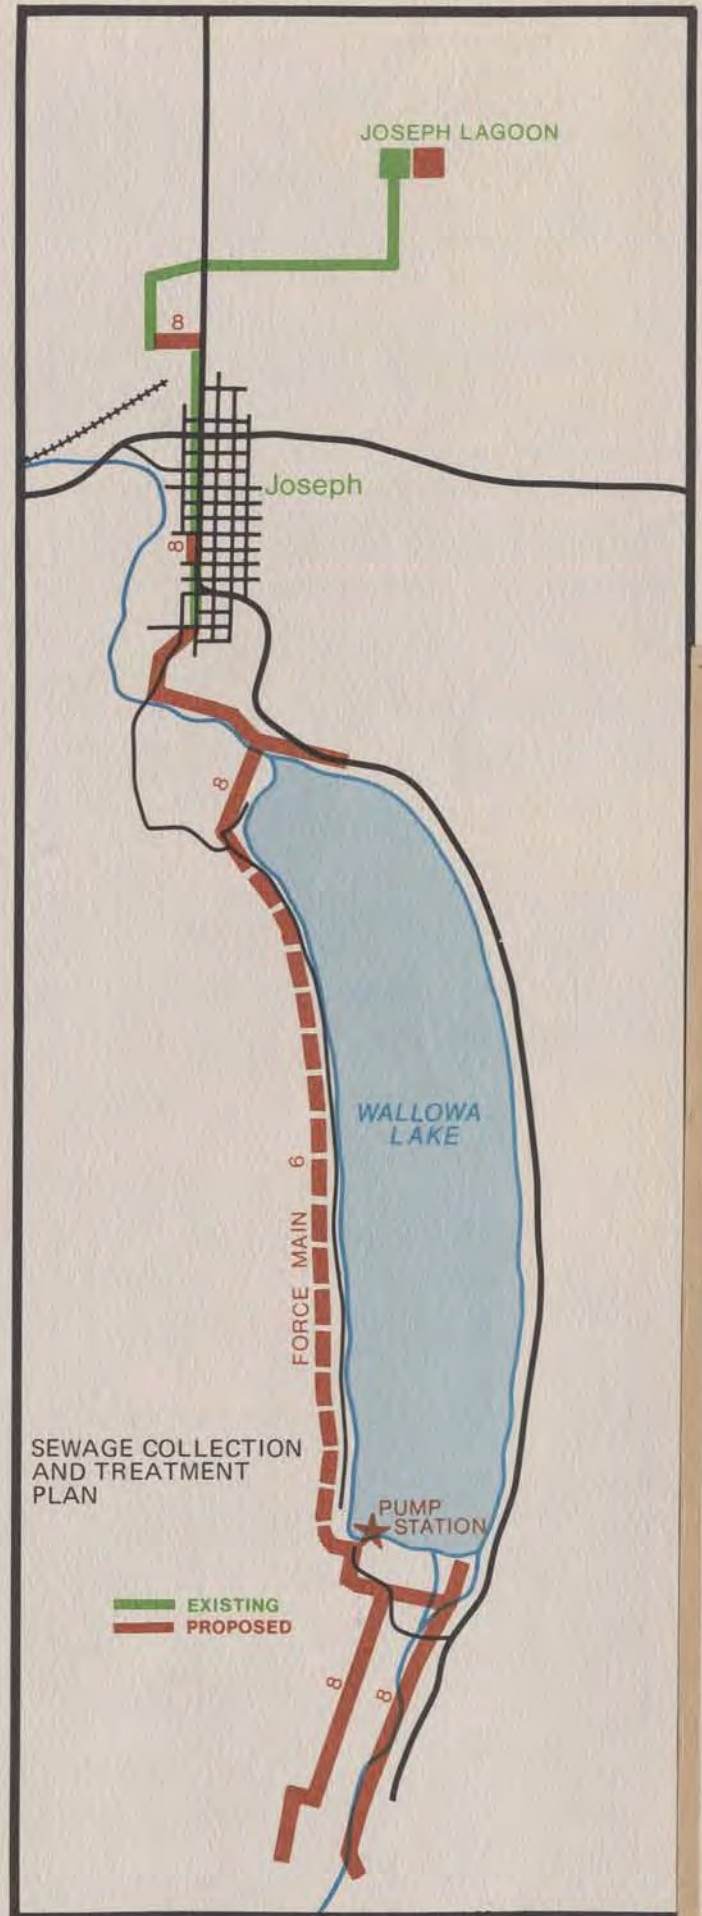 JOSEPH LAGOON
8
Joseph
8
8
WALLOWA
LAKE
FORCE MAIN 6
SEWAGE COLLECTION
AND TREATMENT
PLAN
PUMP
STATION
EXISTING
PROPOSED
8
8